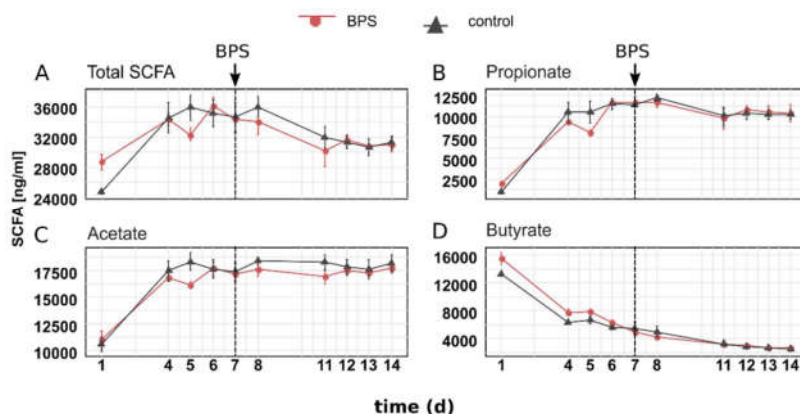 BPS control
BPS BPS
A Total SCFA
B Propionate
36000
32000
28000
24000
12500
10000
7500
5000
2500
SCFA [ng/ml]
C Acetate
D Butyrate
17500
15000
12500
10000
16000
12000
8000
4000
1 4 5 6 7 8 11 12 13 14
1 4 5 6 7 8 11 12 13 14
time (d)